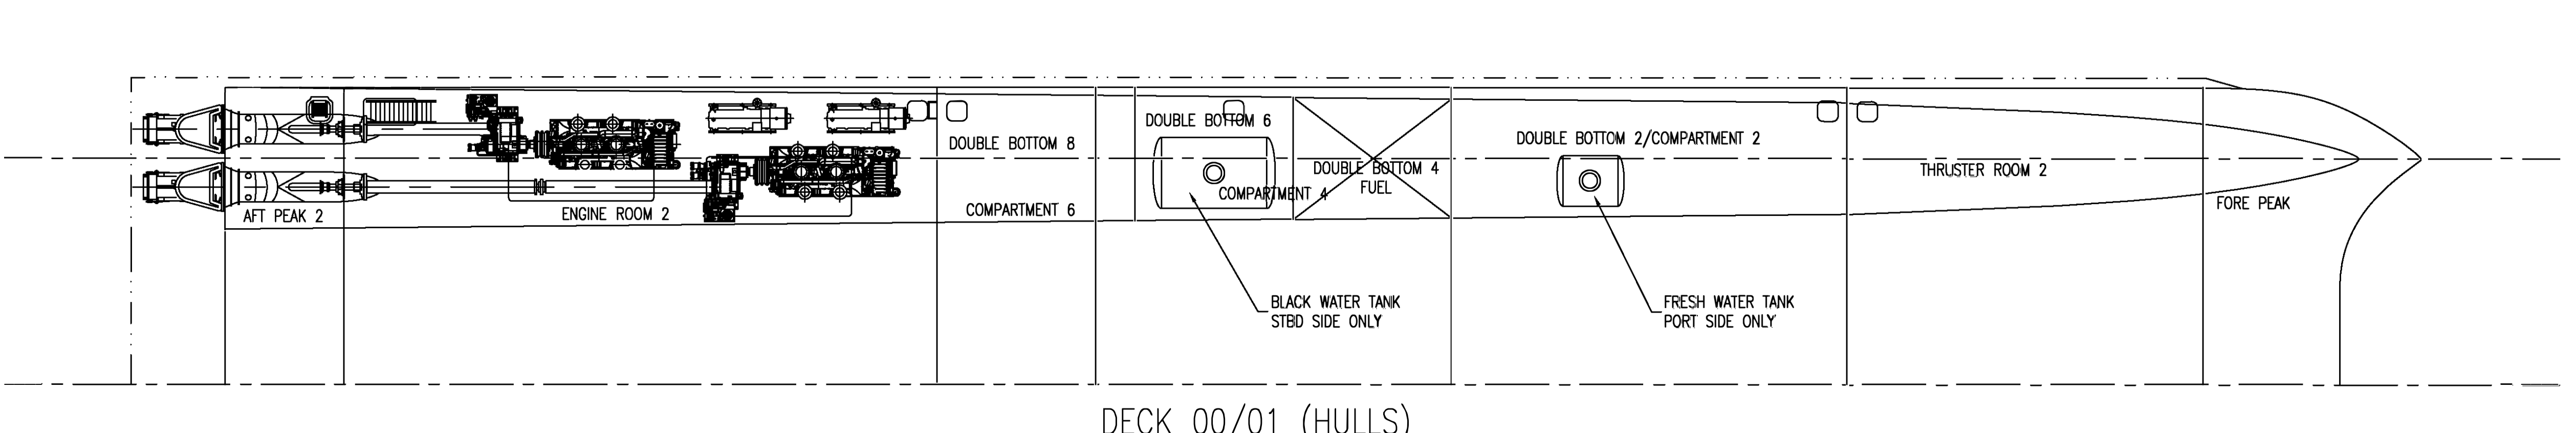 AFT PEAK 2
ENGINE ROOM 2
DOUBLE BOTTOM 8
COMPARTMENT 6
DOUBLE BOTTOM 6
COMPARTMENT 4
DOUBLE BOTTOM 4
FUEL
DOUBLE BOTTOM 2/COMPARTMENT 2
THRUSTER ROOM 2
FORE PEAK
BLACK WATER TANK
STBD SIDE ONLY
FRESH WATER TANK
PORT SIDE ONLY
DECK 00/01 (HULLS)